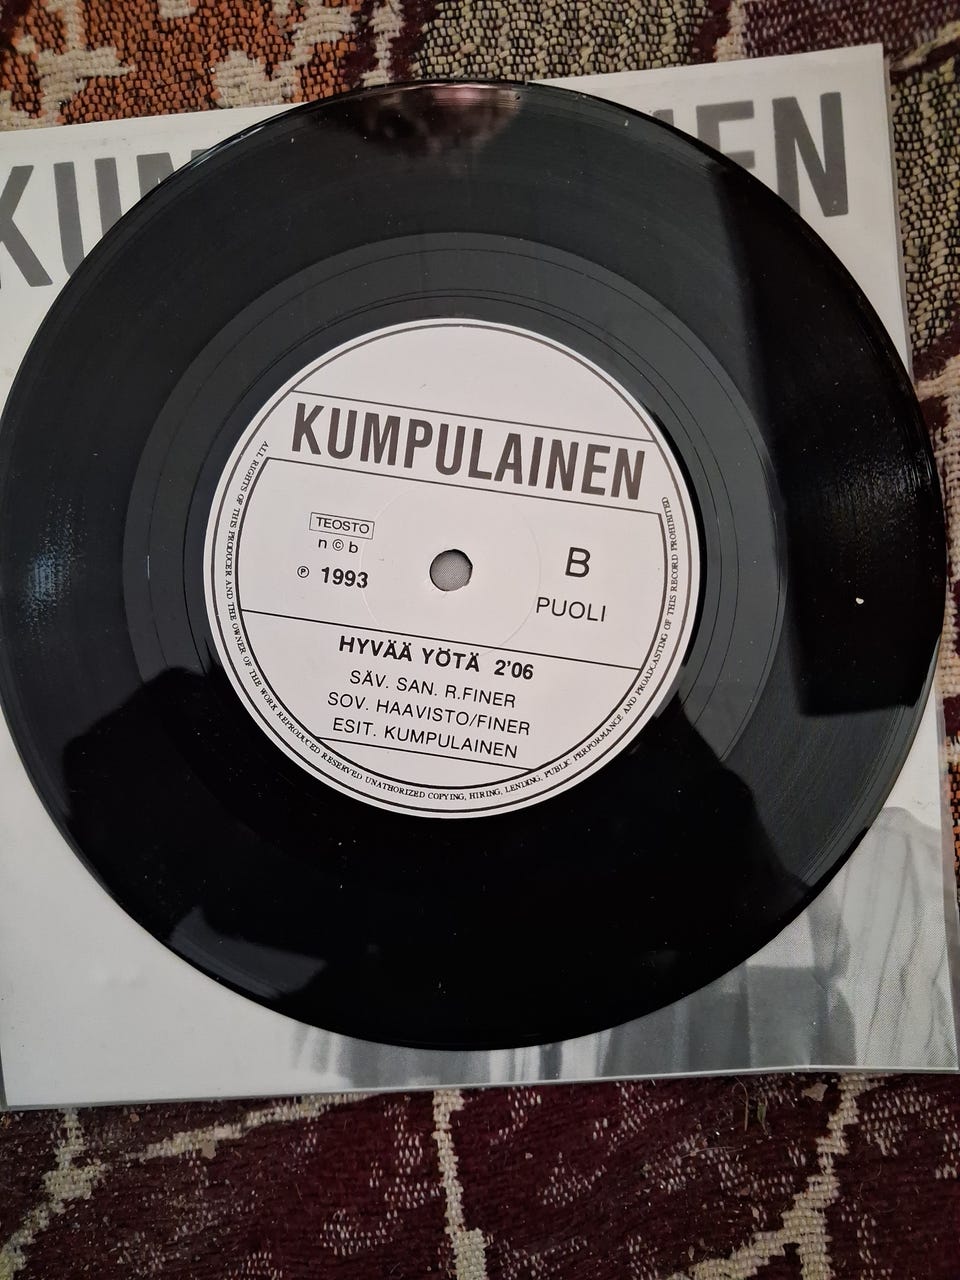 KUMPULAINEN
TEOSTO
n © b
℗ 1993
B
PUOLI
HYVÄÄ YÖTÄ 2'06
SÄV. SAN. R.FINER
SOV. HAAVISTO/FINER
ESIT. KUMPULAINEN
ALL RIGHTS OF THIS PRODUCER AND THE OWNER OF THE WORK REPRODUCED RESERVED UNATHORIZED COPYING, HIRING, LENDING, PUBLIC PERFORMANCE AND BROADCASTING OF THIS RECORD PROHIBITED